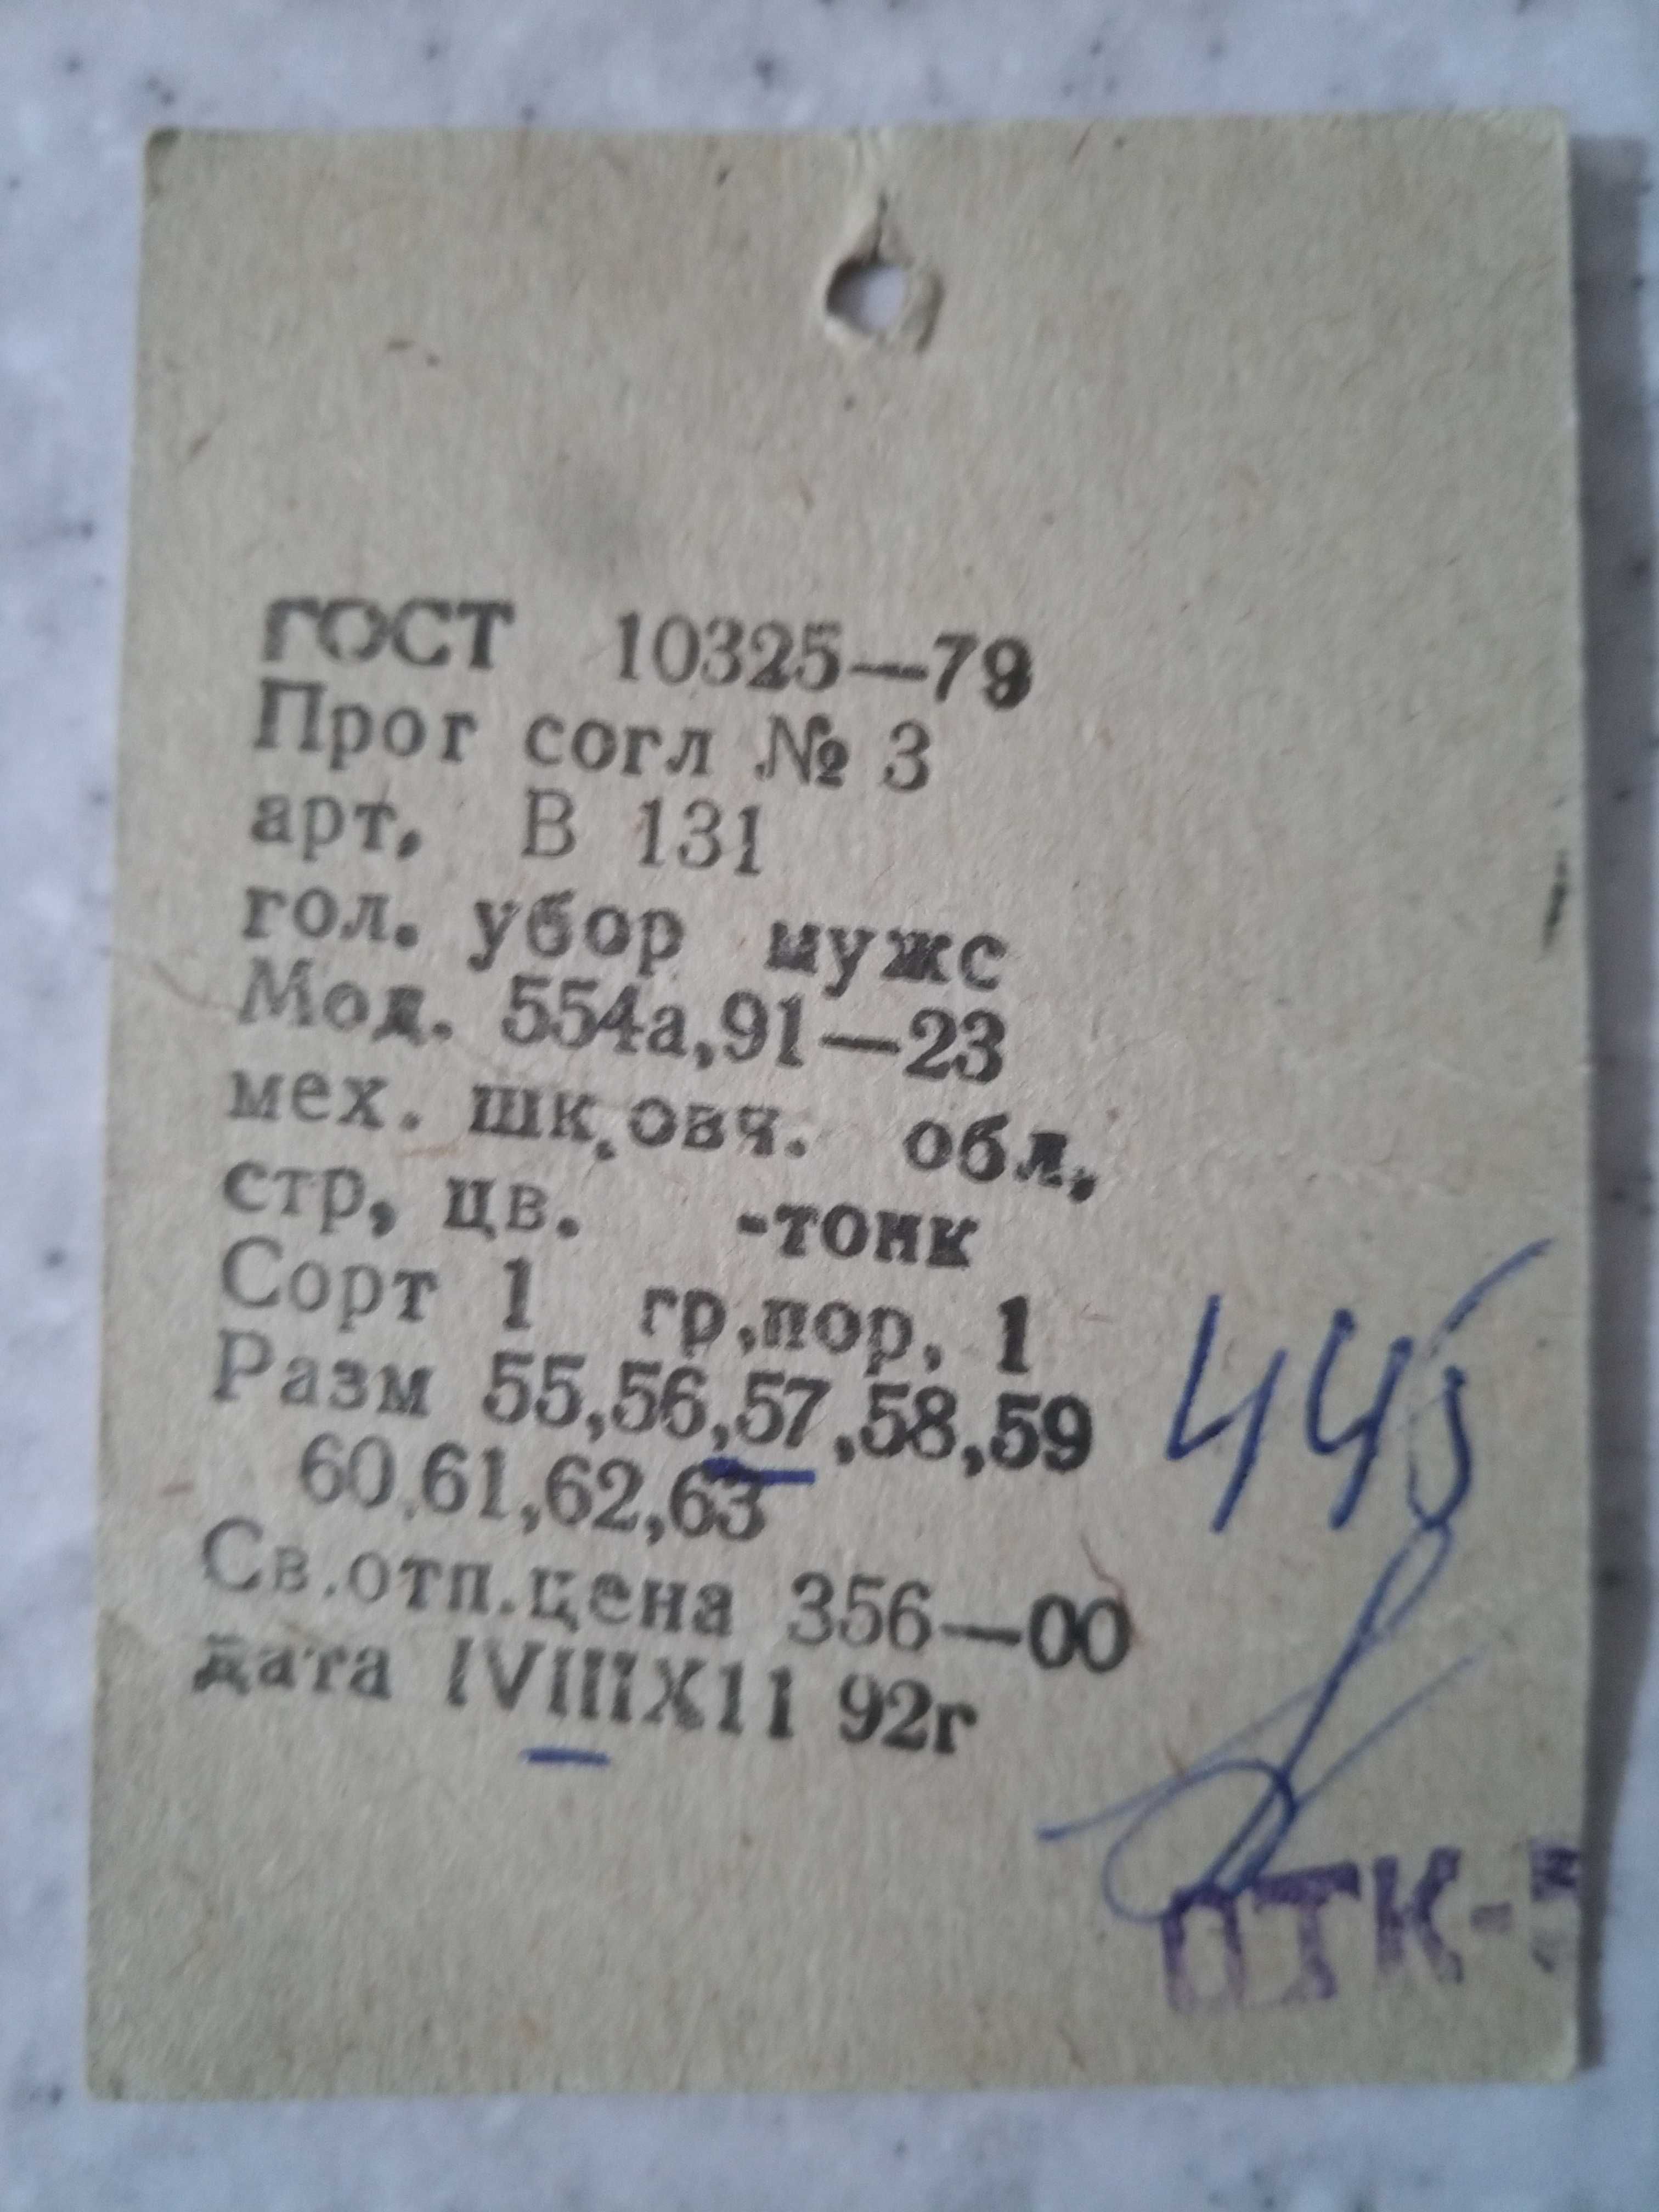 ГОСТ 10325—79
Прог согл № 3
арт, В 131
гол. убор мужс
Мод. 554а,91—23
мех. шк.овч. обл,
стр, цв. -тонк
Сорт 1 гр,пор, 1
Разм 55,56,57,58,59
60,61,62,63
445
Св.отп.цена 356—00
дата IVIIIX11 92г
ОТК-